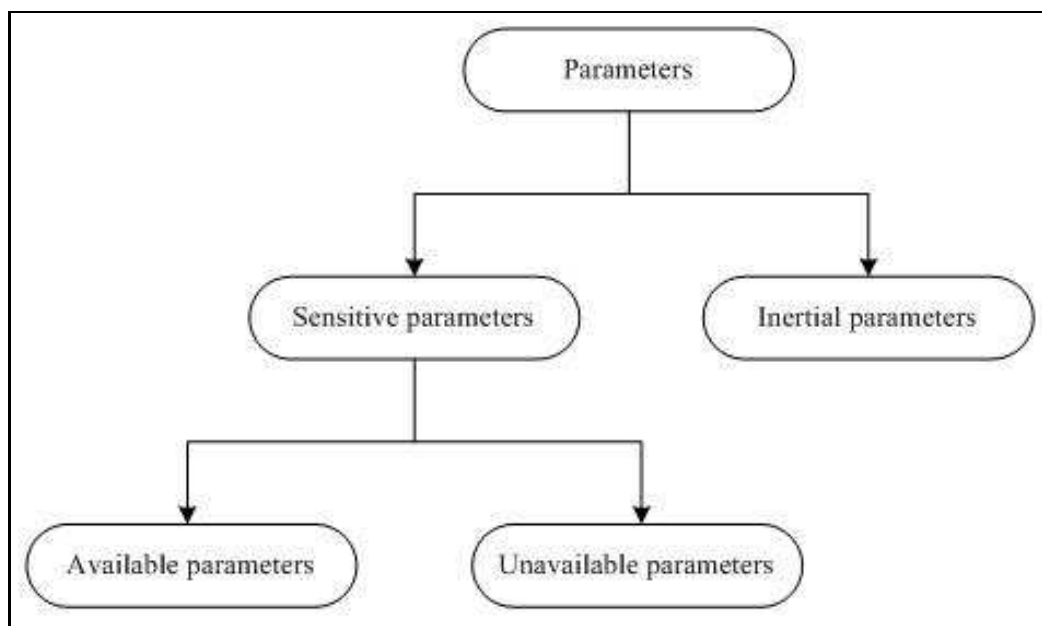 Parameters
Sensitive parameters
Inertial parameters
Available parameters
Unavailable parameters